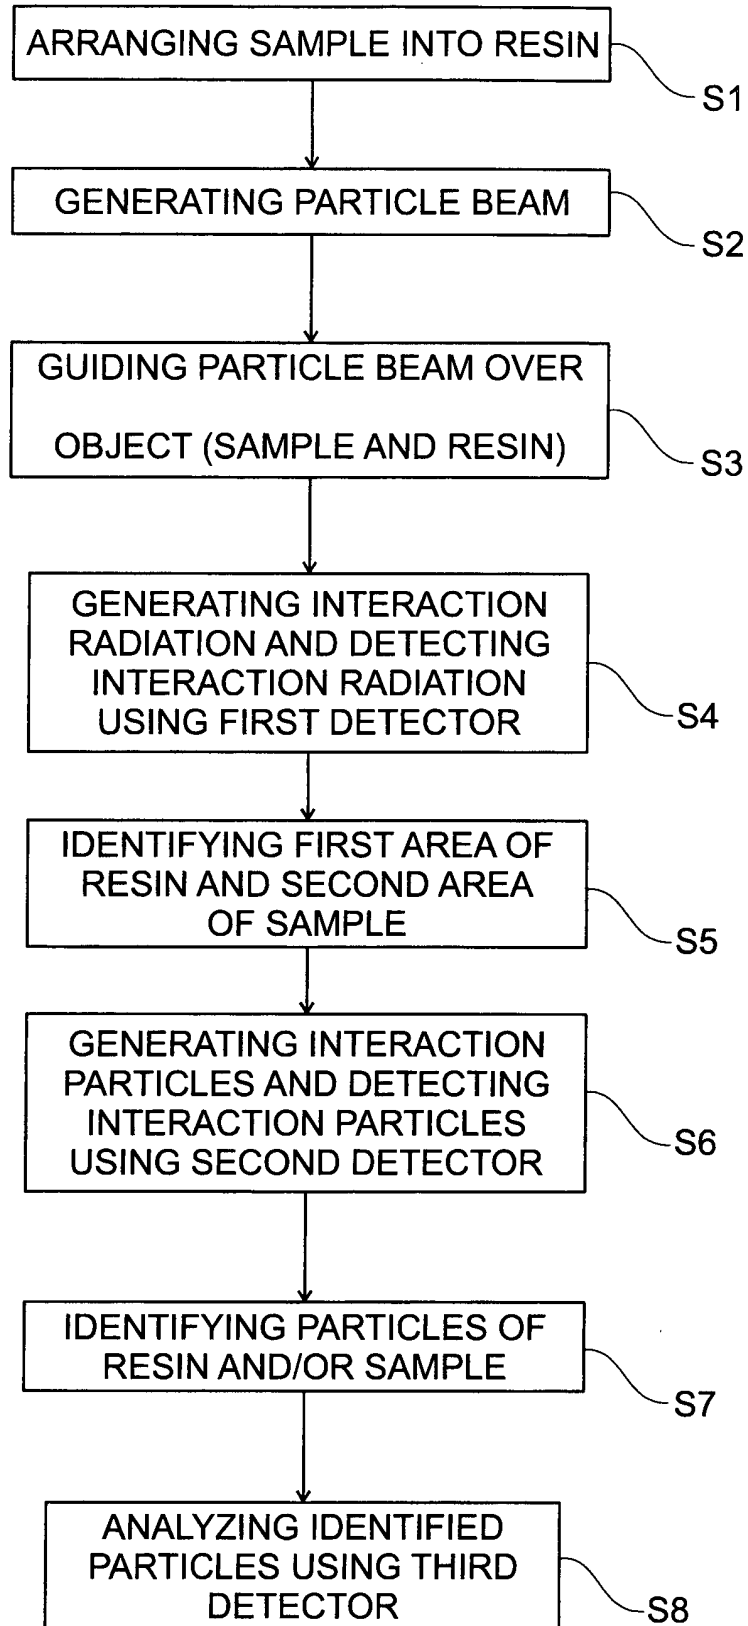 ARRANGING SAMPLE INTO RESIN
S1
GENERATING PARTICLE BEAM
S2
GUIDING PARTICLE BEAM OVER
OBJECT (SAMPLE AND RESIN)
S3
GENERATING INTERACTION
RADIATION AND DETECTING
INTERACTION RADIATION
USING FIRST DETECTOR
S4
IDENTIFYING FIRST AREA OF
RESIN AND SECOND AREA
OF SAMPLE
S5
GENERATING INTERACTION
PARTICLES AND DETECTING
INTERACTION PARTICLES
USING SECOND DETECTOR
S6
IDENTIFYING PARTICLES OF
RESIN AND/OR SAMPLE
S7
ANALYZING IDENTIFIED
PARTICLES USING THIRD
DETECTOR
S8